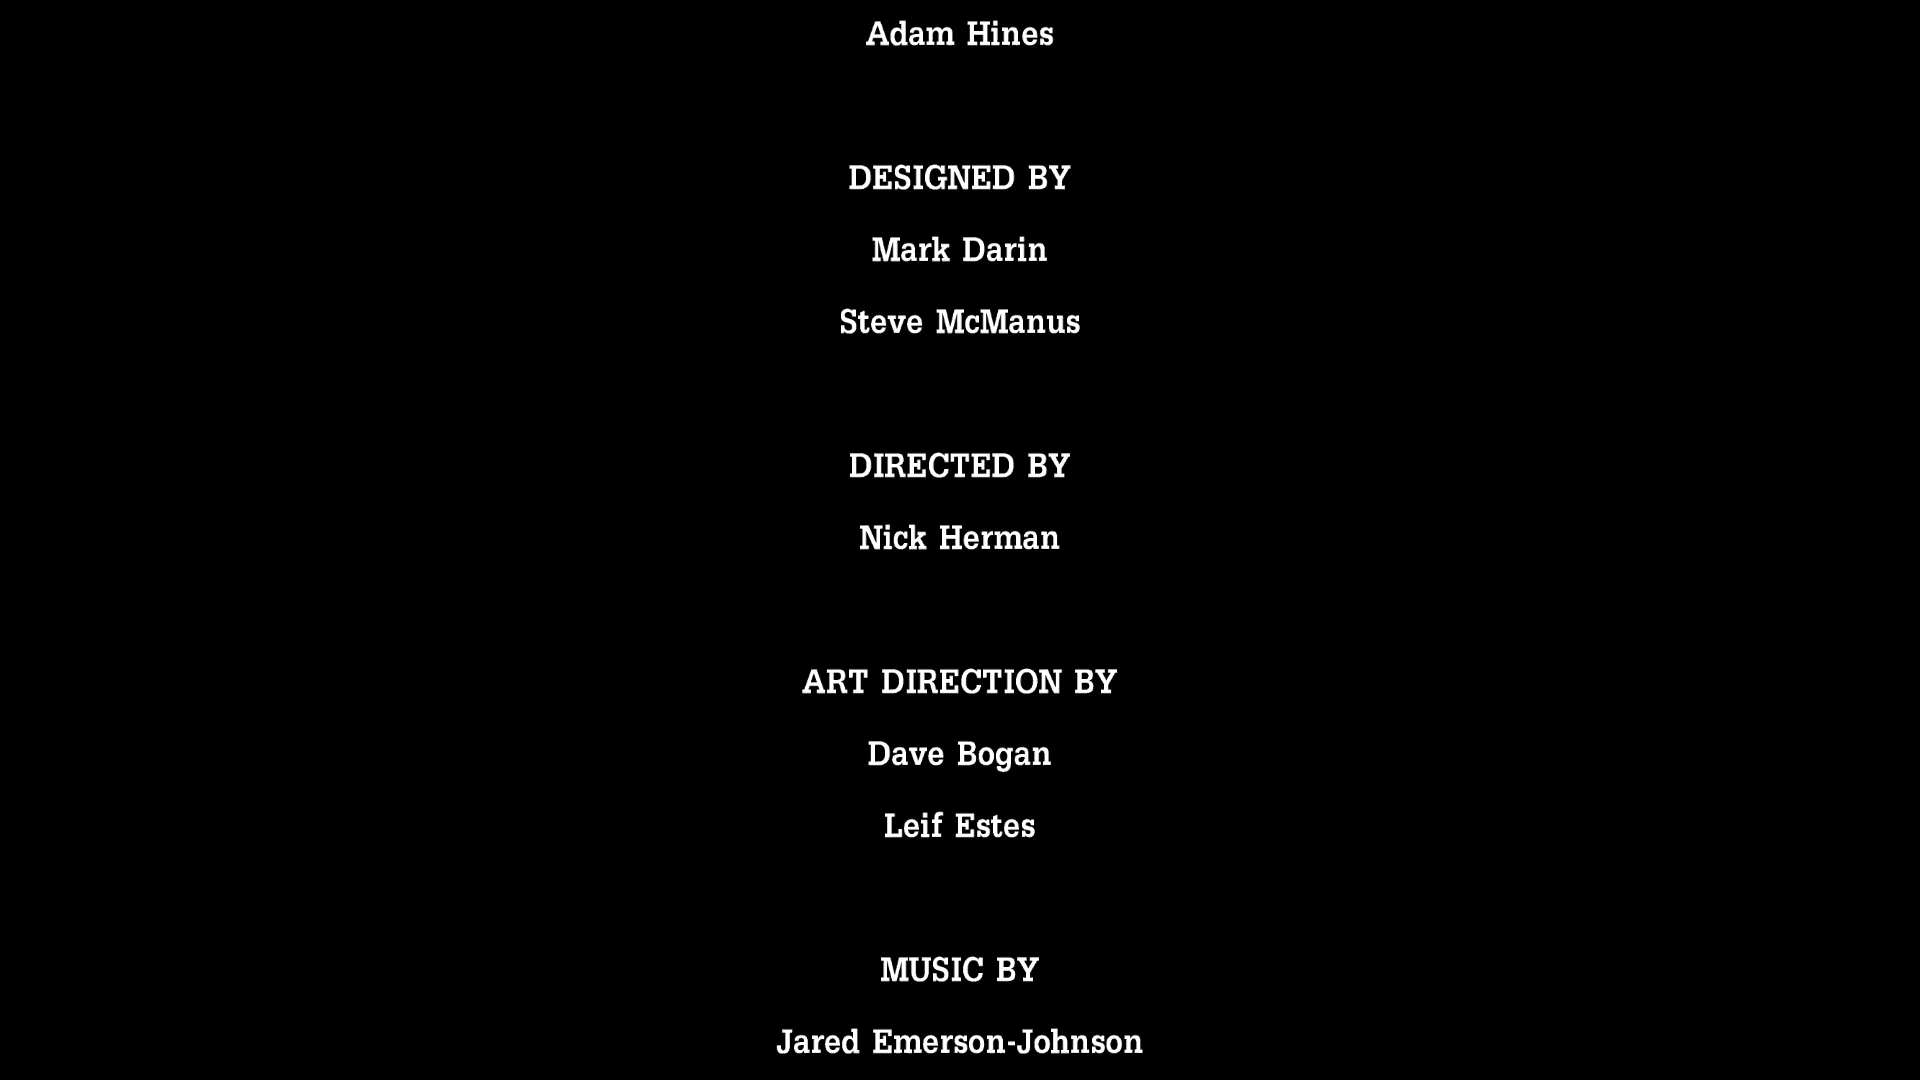 Adam Hines
DESIGNED BY
Mark Darin
Steve McManus
DIRECTED BY
Nick Herman
ART DIRECTION BY
Dave Bogan
Leif Estes
MUSIC BY
Jared Emerson-Johnson